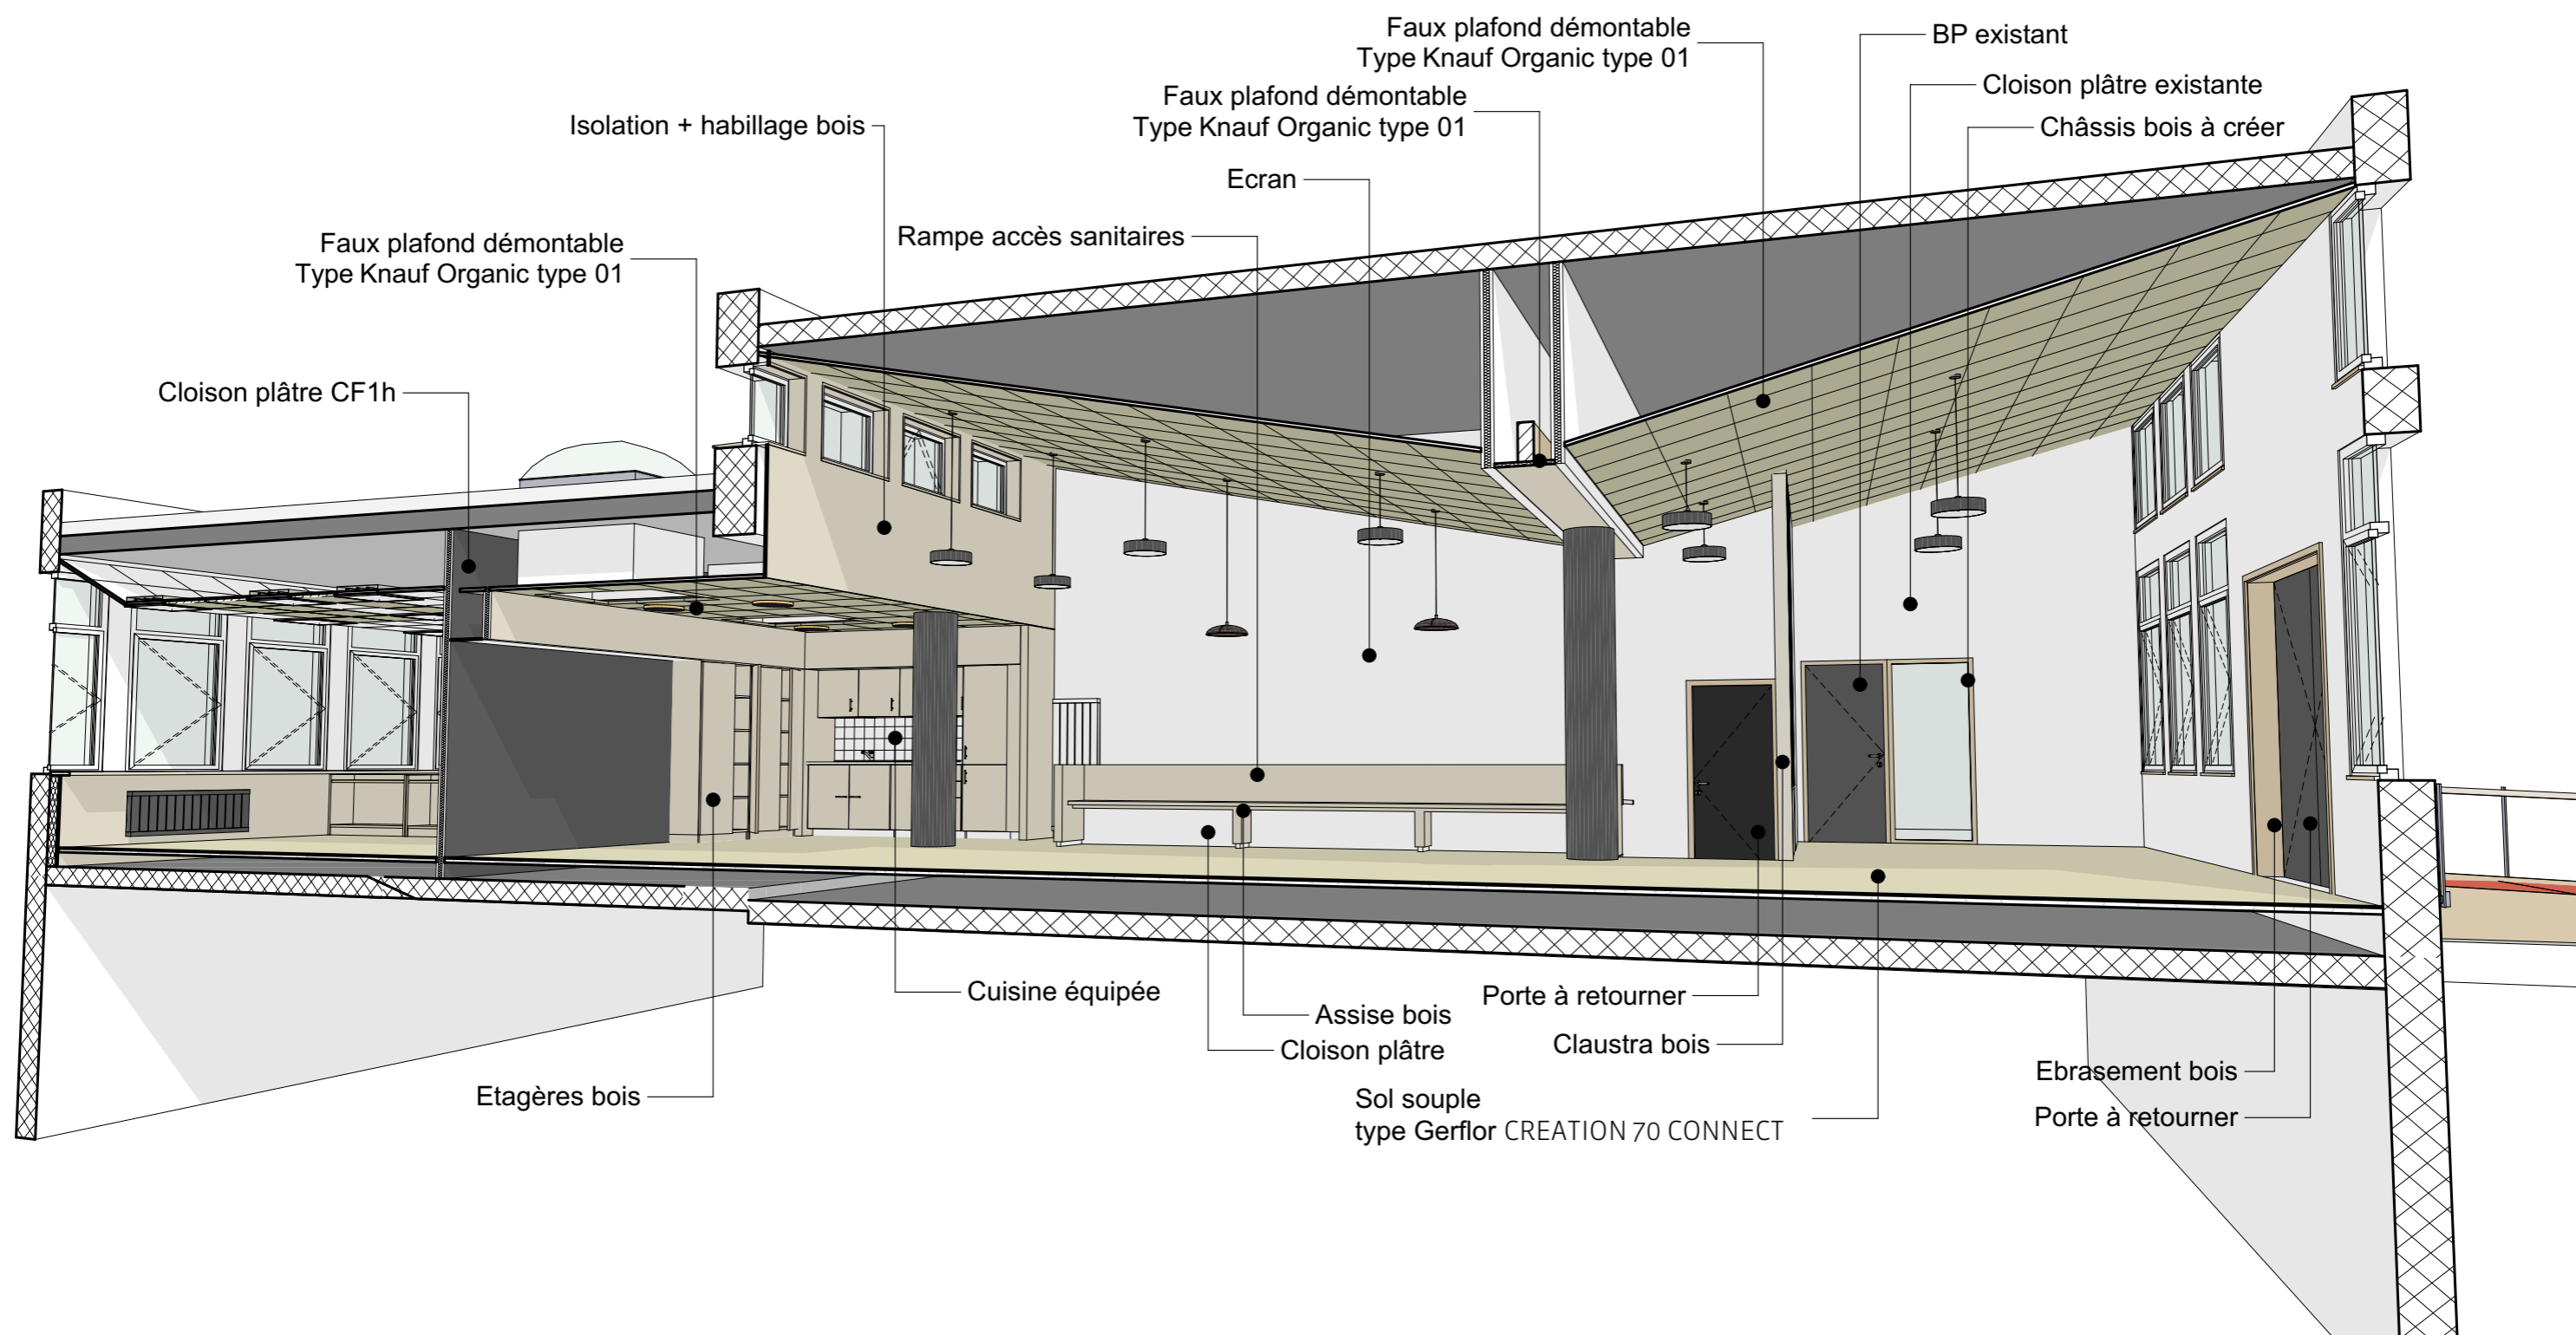 Faux plafond démontable
Type Knauf Organic type 01
BP existant
Cloison plâtre existante
Faux plafond démontable
Type Knauf Organic type 01
Châssis bois à créer
Isolation + habillage bois
Ecran
Rampe accès sanitaires
Faux plafond démontable
Type Knauf Organic type 01
Cloison plâtre CF1h
Cuisine équipée
Assise bois
Cloison plâtre
Porte à retourner
Claustra bois
Etagères bois
Sol souple
type Gerflor CREATION 70 CONNECT
Ebrasement bois
Porte à retourner